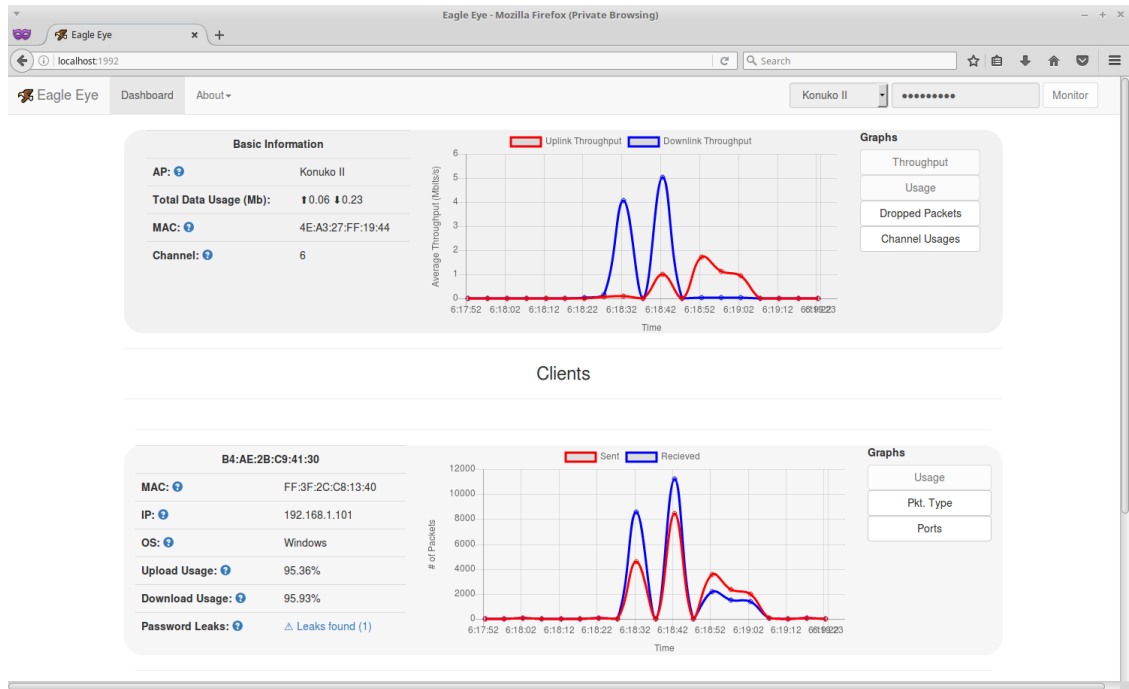 Eagle Eye - Mozilla Firefox (Private Browsing)
Eagle Eye
localhost:1992
Search
Eagle Eye Dashboard About Konuko II Monitor
Basic Information
AP: Konuko II
Total Data Usage (Mb): 0.06 0.23
MAC: 4E:A3:27:FF:19:44
Channel: 6
Uplink Throughput Downlink Throughput
Average Throughput (Mbits/s)
6
5
4
3
2
1
0
6:17:52 6:18:02 6:18:12 6:18:22 6:18:32 6:18:42 6:18:52 6:19:02 6:19:12
Time
Graphs
Throughput
Usage
Dropped Packets
Channel Usages
Clients
B4:AE:2B:C9:41:30
MAC: FF:3F:2C:C8:13:40
IP: 192.168.1.101
OS: Windows
Upload Usage: 95.36%
Download Usage: 95.93%
Password Leaks: Leaks found (1)
Sent Recieved
# of Packets
12000
10000
8000
6000
4000
2000
0
6:17:52 6:18:02 6:18:12 6:18:22 6:18:32 6:18:42 6:18:52 6:19:02 6:19:12
Time
Graphs
Usage
Pkt. Type
Ports